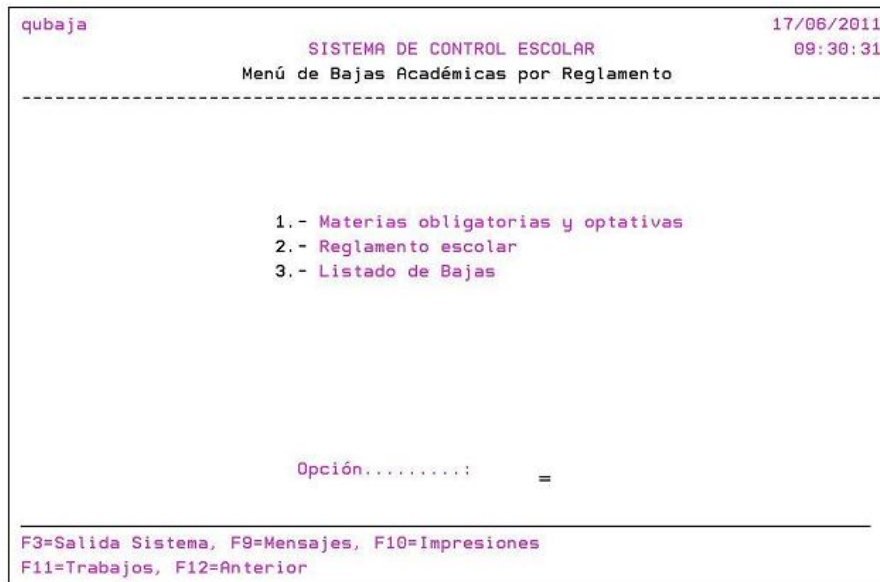 qubaja 17/06/2011
SISTEMA DE CONTROL ESCOLAR 09:30:31
Menú de Bajas Académicas por Reglamento
--------------------------------------------------------------------------------
1.- Materias obligatorias y optativas
2.- Reglamento escolar
3.- Listado de Bajas
Opción.........: _
F3=Salida Sistema, F9=Mensajes, F10=Impresiones
F11=Trabajos, F12=Anterior